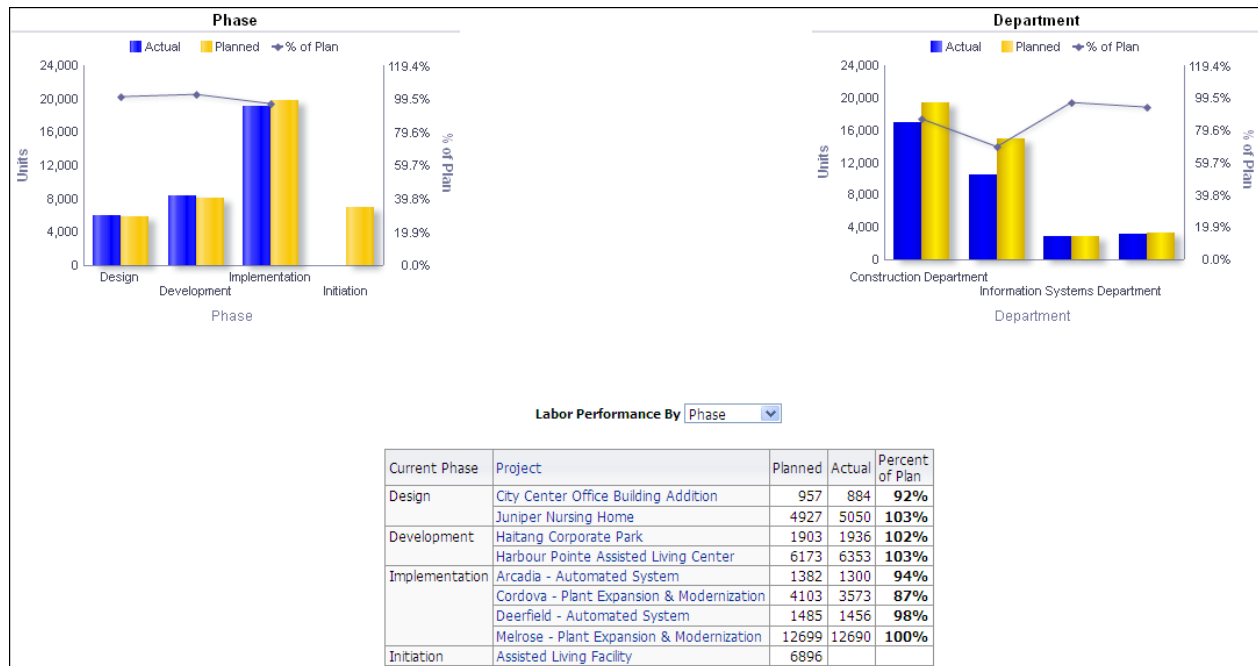 Phase
Actual Planned % of Plan
24,000
20,000
16,000
12,000
8,000
4,000
0
Units
119.4%
99.5%
79.6%
59.7%
39.8%
19.9%
0.0%
% of Plan
Design
Development
Implementation
Initiation
Phase
Department
Actual Planned % of Plan
24,000
20,000
16,000
12,000
8,000
4,000
0
Units
119.4%
99.5%
79.6%
59.7%
39.8%
19.9%
0.0%
% of Plan
Construction Department
Information Systems Department
Department
Labor Performance By Phase
Current Phase Project Planned Actual Percent of Plan
Design City Center Office Building Addition 957 884 92%
Juniper Nursing Home 4927 5050 103%
Development Haitang Corporate Park 1903 1936 102%
Harbour Pointe Assisted Living Center 6173 6353 103%
Implementation Arcadia - Automated System 1382 1300 94%
Cordova - Plant Expansion & Modernization 4103 3573 87%
Deerfield - Automated System 1485 1456 98%
Melrose - Plant Expansion & Modernization 12699 12690 100%
Initiation Assisted Living Facility 6896